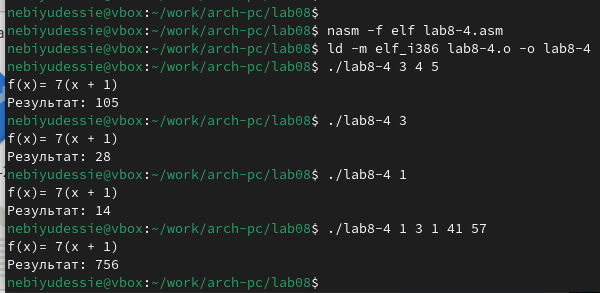 nebiyudessie@vbox:~/work/arch-pc/lab08$
nebiyudessie@vbox:~/work/arch-pc/lab08$ nasm -f elf lab8-4.asm
nebiyudessie@vbox:~/work/arch-pc/lab08$ ld -m elf_i386 lab8-4.o -o lab8-4
nebiyudessie@vbox:~/work/arch-pc/lab08$ ./lab8-4 3 4 5
f(x)= 7(x + 1)
Результат: 105
nebiyudessie@vbox:~/work/arch-pc/lab08$ ./lab8-4 3
f(x)= 7(x + 1)
Результат: 28
nebiyudessie@vbox:~/work/arch-pc/lab08$ ./lab8-4 1
f(x)= 7(x + 1)
Результат: 14
nebiyudessie@vbox:~/work/arch-pc/lab08$ ./lab8-4 1 3 1 41 57
f(x)= 7(x + 1)
Результат: 756
nebiyudessie@vbox:~/work/arch-pc/lab08$